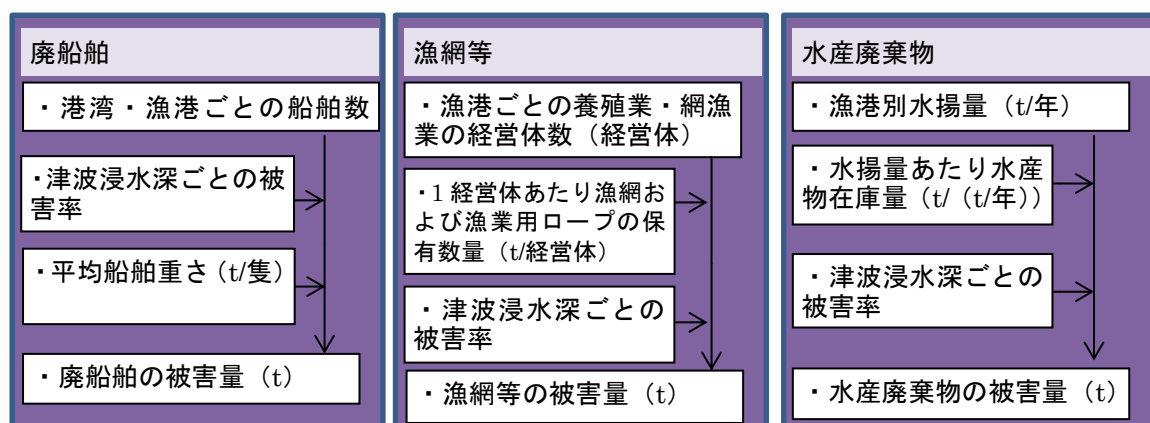 廃船舶
・港湾・漁港ごとの船舶数
・津波浸水深ごとの被
害率
・平均船舶重さ（t/隻）
・廃船舶の被害量（t）
漁網等
・漁港ごとの養殖業・網漁
業の経営体数（経営体）
・1 経営体あたり漁網お
よび漁業用ロープの保
有数量（t/経営体）
・津波浸水深ごとの
被害率
・漁網等の被害量（t）
水産廃棄物
・漁港別水揚量（t/年）
・水揚量あたり水産
物在庫量（t/（t/年））
・津波浸水深ごとの
被害率
・水産廃棄物の被害量（t）